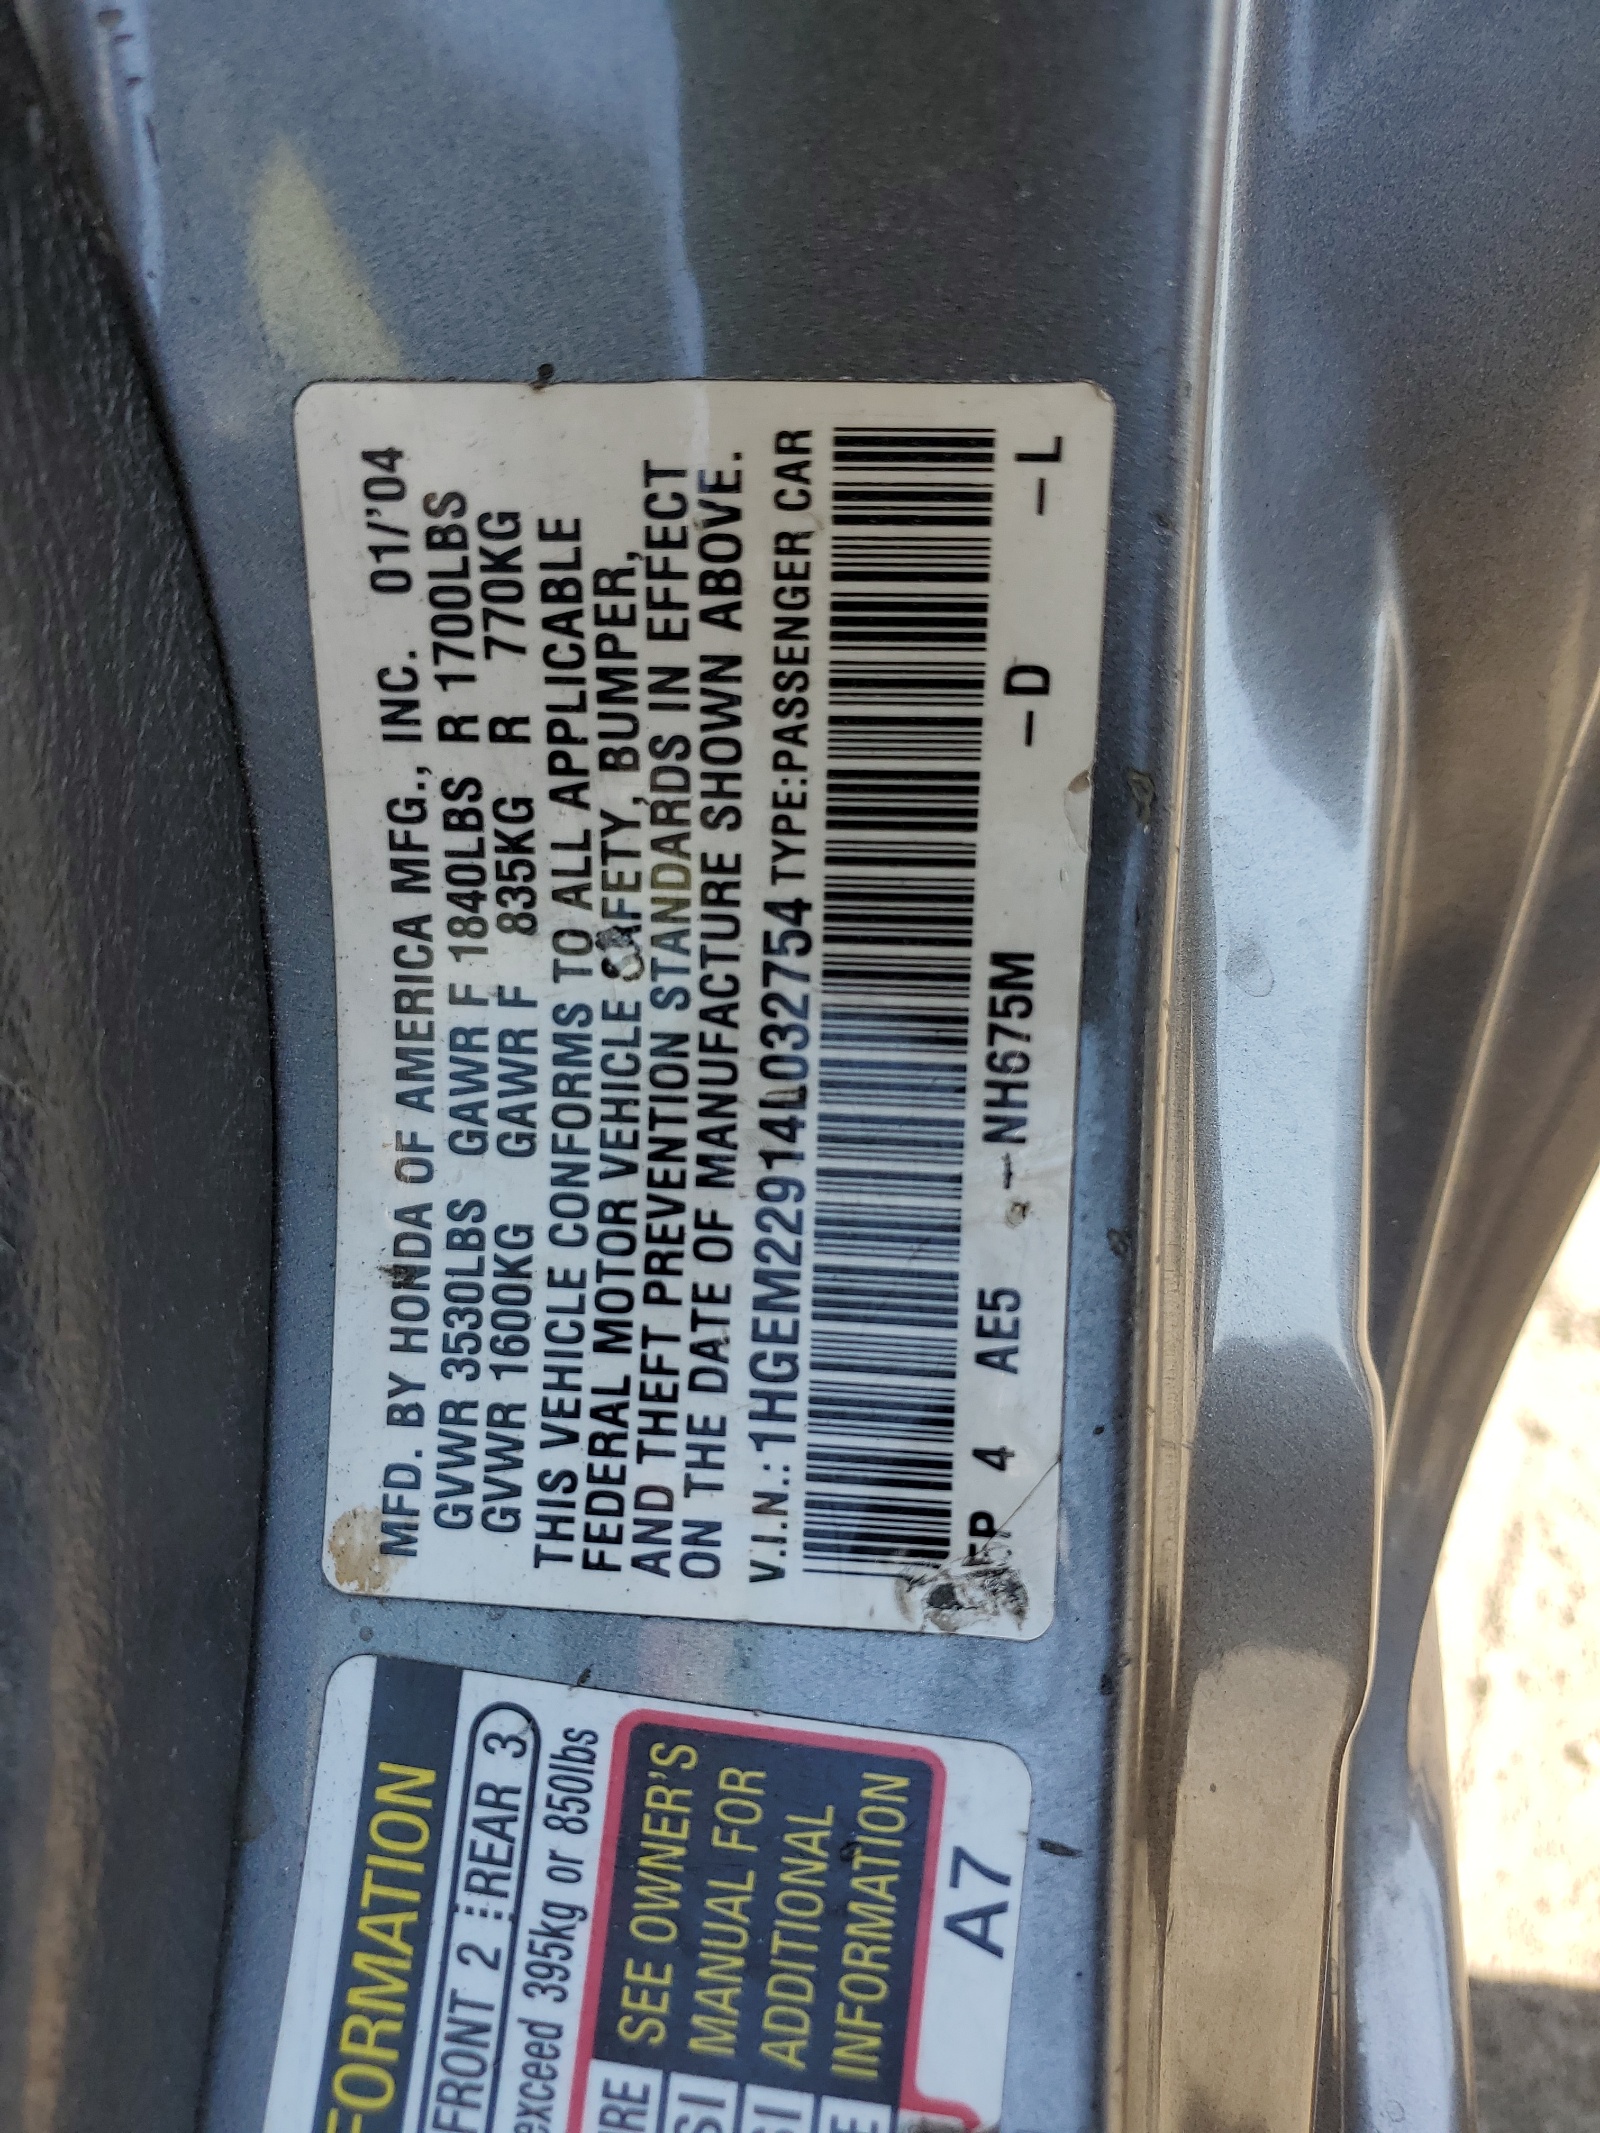 MFD. BY HONDA OF AMERICA MFG., INC. 01/'04
GVWR 3530LBS GAWR F 1840LBS R 1700LBS
GVWR 1600KG GAWR F 835KG R 770KG
THIS VEHICLE CONFORMS TO ALL APPLICABLE
FEDERAL MOTOR VEHICLE SAFETY, BUMPER,
AND THEFT PREVENTION STANDARDS IN EFFECT
ON THE DATE OF MANUFACTURE SHOWN ABOVE.
V.I.N.: 1HGEM22914L032754 TYPE:PASSENGER CAR
4 AE5 – NH675M – D – L
FORMATION
FRONT 2 REAR 3
exceed 395kg or 850lbs
SEE OWNER'S
MANUAL FOR
ADDITIONAL
INFORMATION
A7